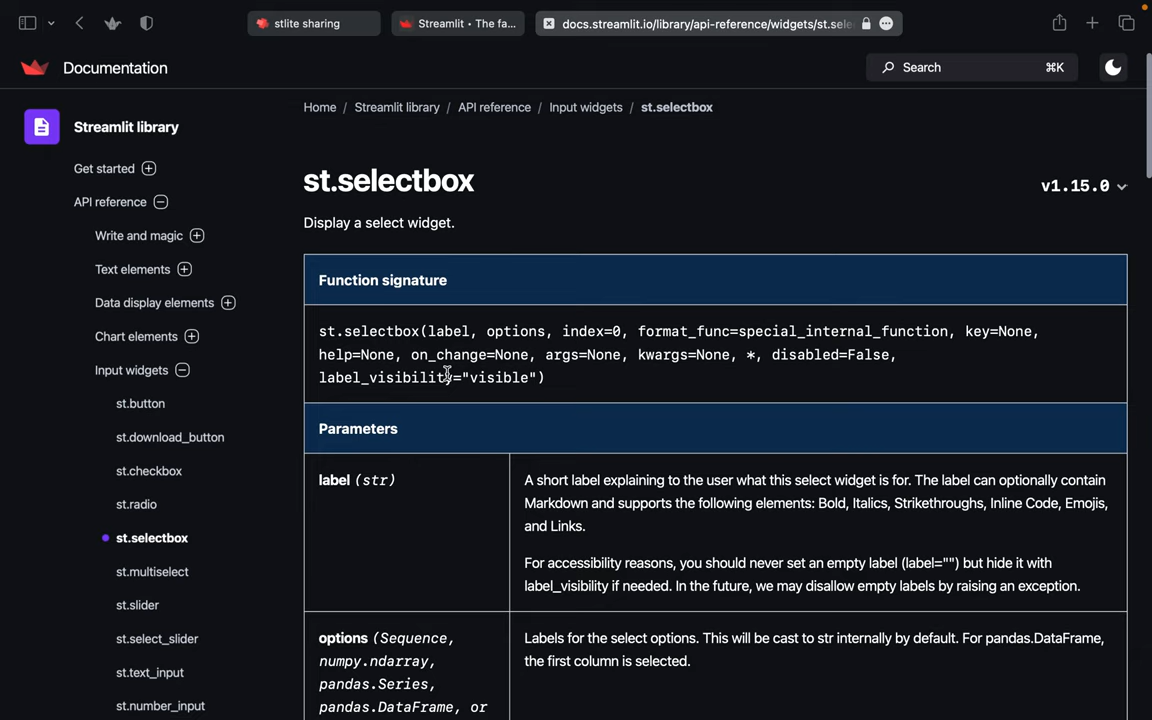 stlite sharing
Streamlit • The fa...
docs.streamlit.io/library/api-reference/widgets/st.sele
Documentation
Search ⌘K
Streamlit library
Get started
API reference
Write and magic
Text elements
Data display elements
Chart elements
Input widgets
st.button
st.download_button
st.checkbox
st.radio
st.selectbox
st.multiselect
st.slider
st.select_slider
st.text_input
st.number_input
Home / Streamlit library / API reference / Input widgets / st.selectbox
st.selectbox
v1.15.0
Display a select widget.
Function signature
st.selectbox(label, options, index=0, format_func=special_internal_function, key=None,
help=None, on_change=None, args=None, kwargs=None, *, disabled=False,
label_visibility="visible")
Parameters
label (str)
A short label explaining to the user what this select widget is for. The label can optionally contain
Markdown and supports the following elements: Bold, Italics, Strikethroughs, Inline Code, Emojis,
and Links.
For accessibility reasons, you should never set an empty label (label="") but hide it with
label_visibility if needed. In the future, we may disallow empty labels by raising an exception.
options (Sequence,
numpy.ndarray,
pandas.Series,
pandas.DataFrame, or
Labels for the select options. This will be cast to str internally by default. For pandas.DataFrame,
the first column is selected.